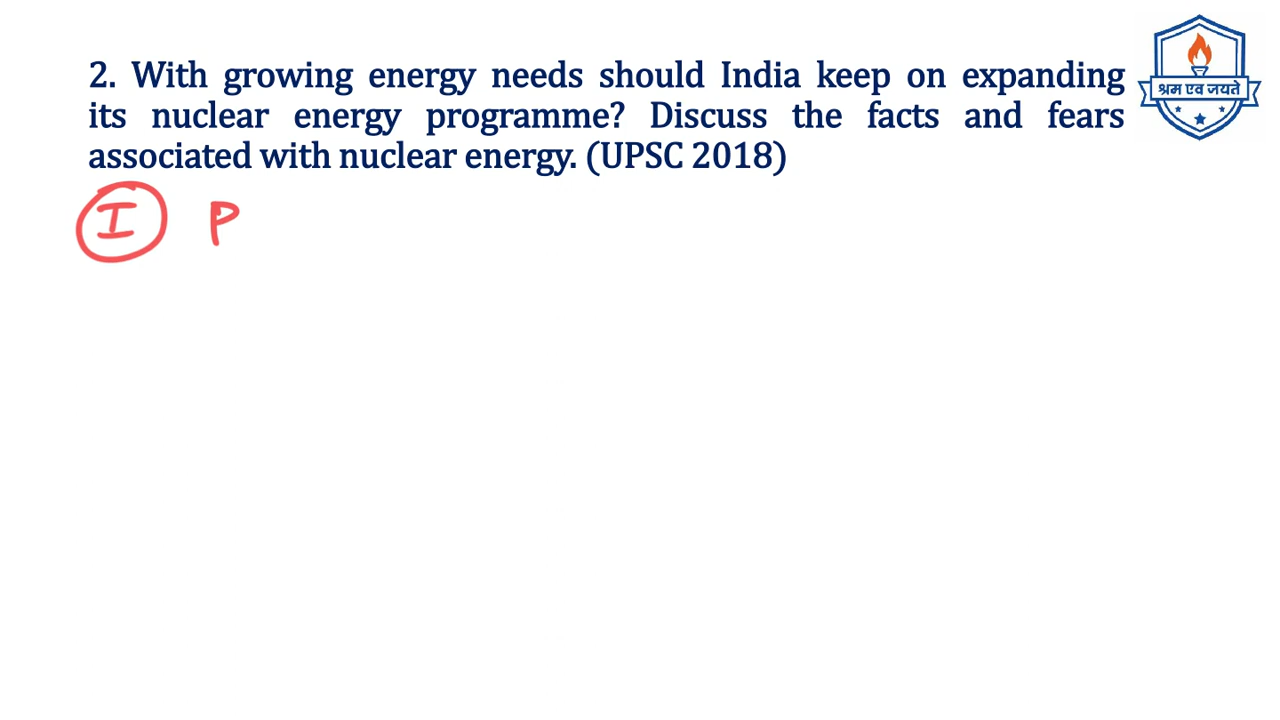 2. With growing energy needs should India keep on expanding
its nuclear energy programme? Discuss the facts and fears
associated with nuclear energy. (UPSC 2018)
श्रम एव जयते
I P